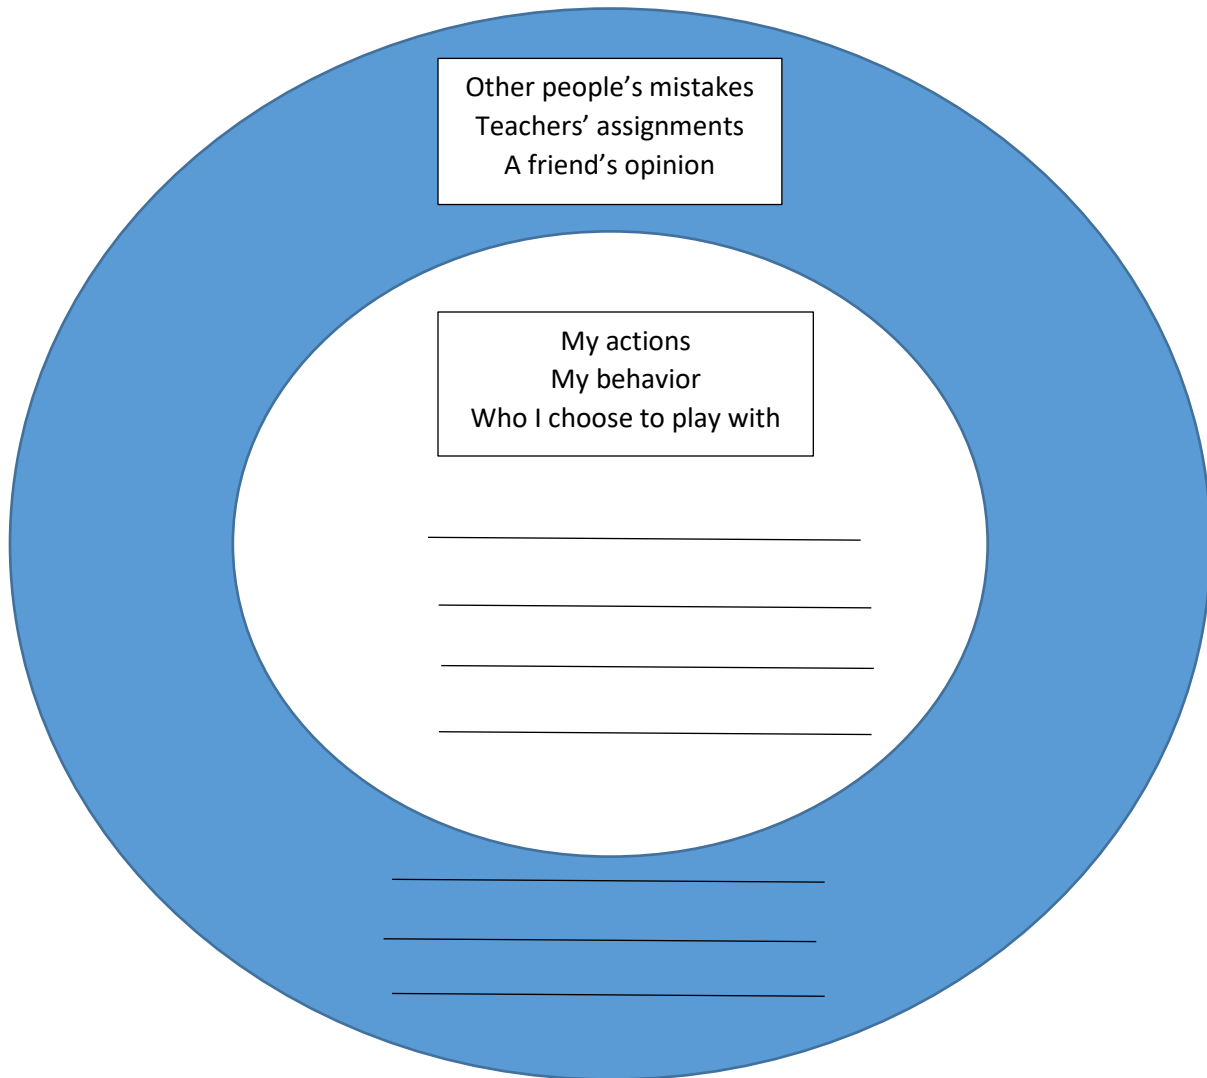 Other people’s mistakes
Teachers’ assignments
A friend’s opinion
My actions
My behavior
Who I choose to play with